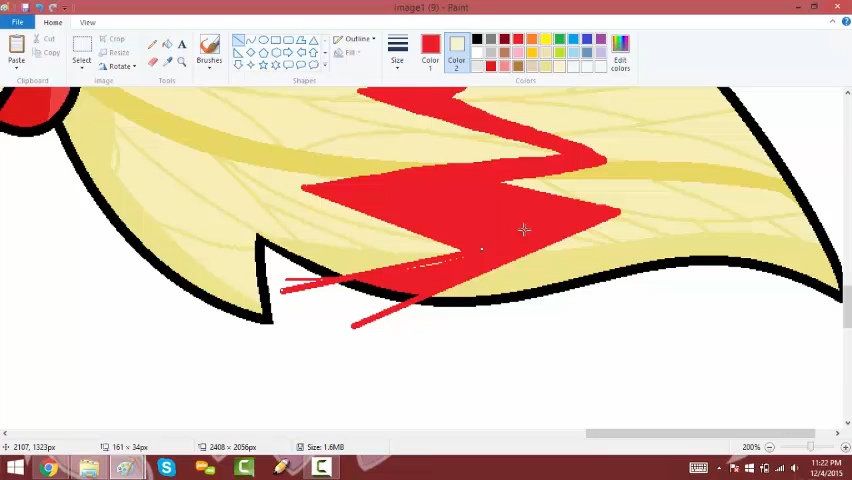 image1 (9) - Paint
File Home View
Paste Cut Copy Clipboard
Select Crop Resize Rotate Image
A Tools
Brushes
Outline Fill Shapes
Size
Color 1
Color 2
Colors
Edit colors
2107, 1323px 161 × 34px 2408 × 2056px Size: 1.6MB 200%
11:22 PM
12/4/2015